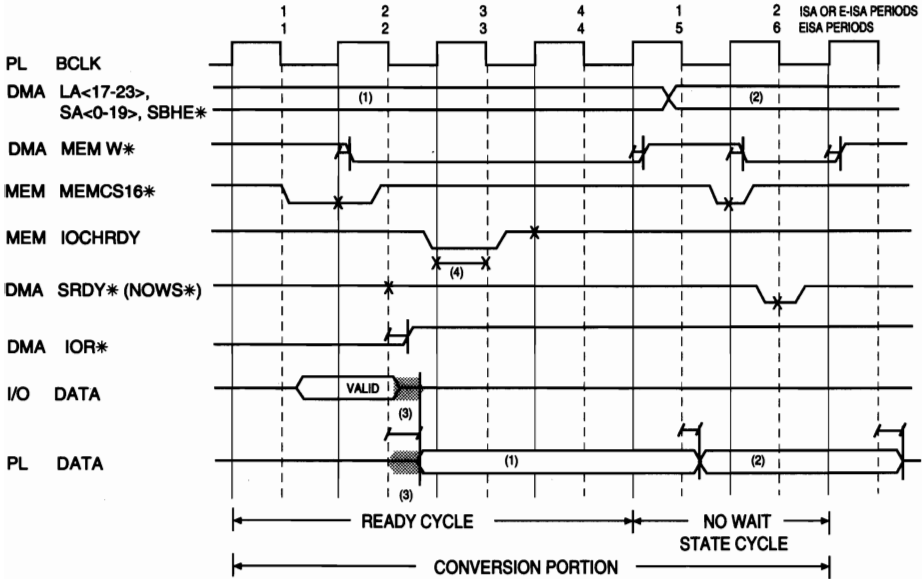 1 2 3 1 2 ISA OR E-ISA PERIODS
1 2 3 4 5 6 EISA PERIODS
PL BCLK
DMA LA<17-23>,
SA<0-19>, SBHE*
(1) (2)
DMA MEM W*
MEM MEMCS16*
MEM IOCHRDY
(4)
DMA SRDY* (NOWS*)
DMA IOR*
I/O DATA
VALID
(3)
PL DATA
(1) (2)
(3)
READY CYCLE
NO WAIT
STATE CYCLE
CONVERSION PORTION